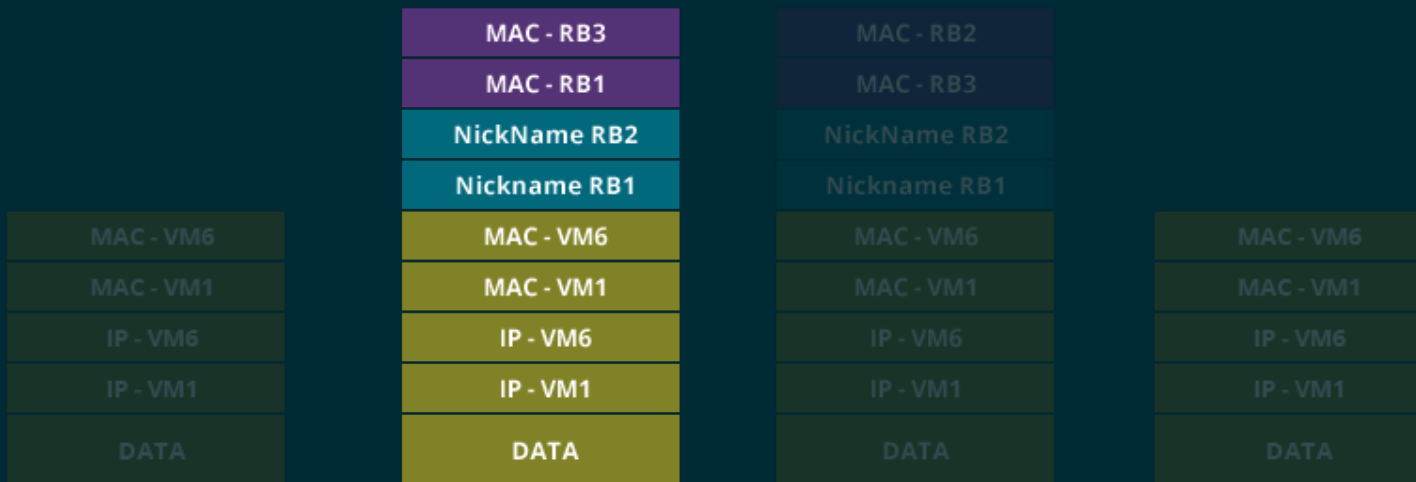 MAC - RB3
MAC - RB2
MAC - RB1
MAC - RB3
NickName RB2
NickName RB2
Nickname RB1
Nickname RB1
MAC - VM6
MAC - VM6
MAC - VM6
MAC - VM6
MAC - VM1
MAC - VM1
MAC - VM1
MAC - VM1
IP - VM6
IP - VM6
IP - VM6
IP - VM6
IP - VM1
IP - VM1
IP - VM1
IP - VM1
DATA
DATA
DATA
DATA